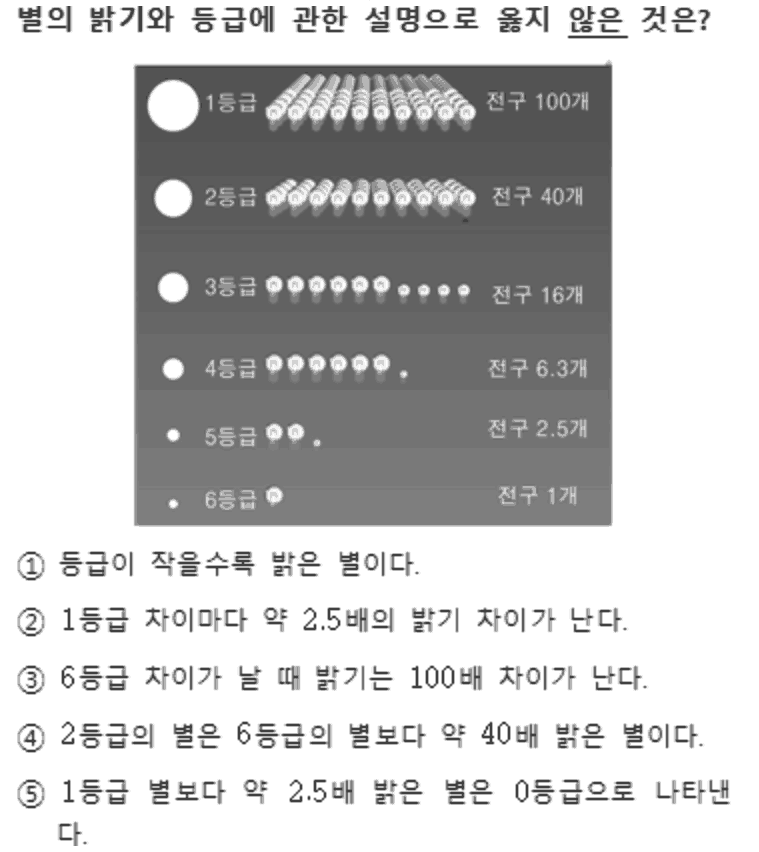 별의 밝기와 등급에 관한 설명으로 옳지 않은 것은?
1등급 전구 100개
2등급 전구 40개
3등급 전구 16개
4등급 전구 6.3개
5등급 전구 2.5개
6등급 전구 1개
① 등급이 작을수록 밝은 별이다.
② 1등급 차이마다 약 2.5배의 밝기 차이가 난다.
③ 6등급 차이가 날 때 밝기는 100배 차이가 난다.
④ 2등급의 별은 6등급의 별보다 약 40배 밝은 별이다.
⑤ 1등급 별보다 약 2.5배 밝은 별은 0등급으로 나타낸
다.